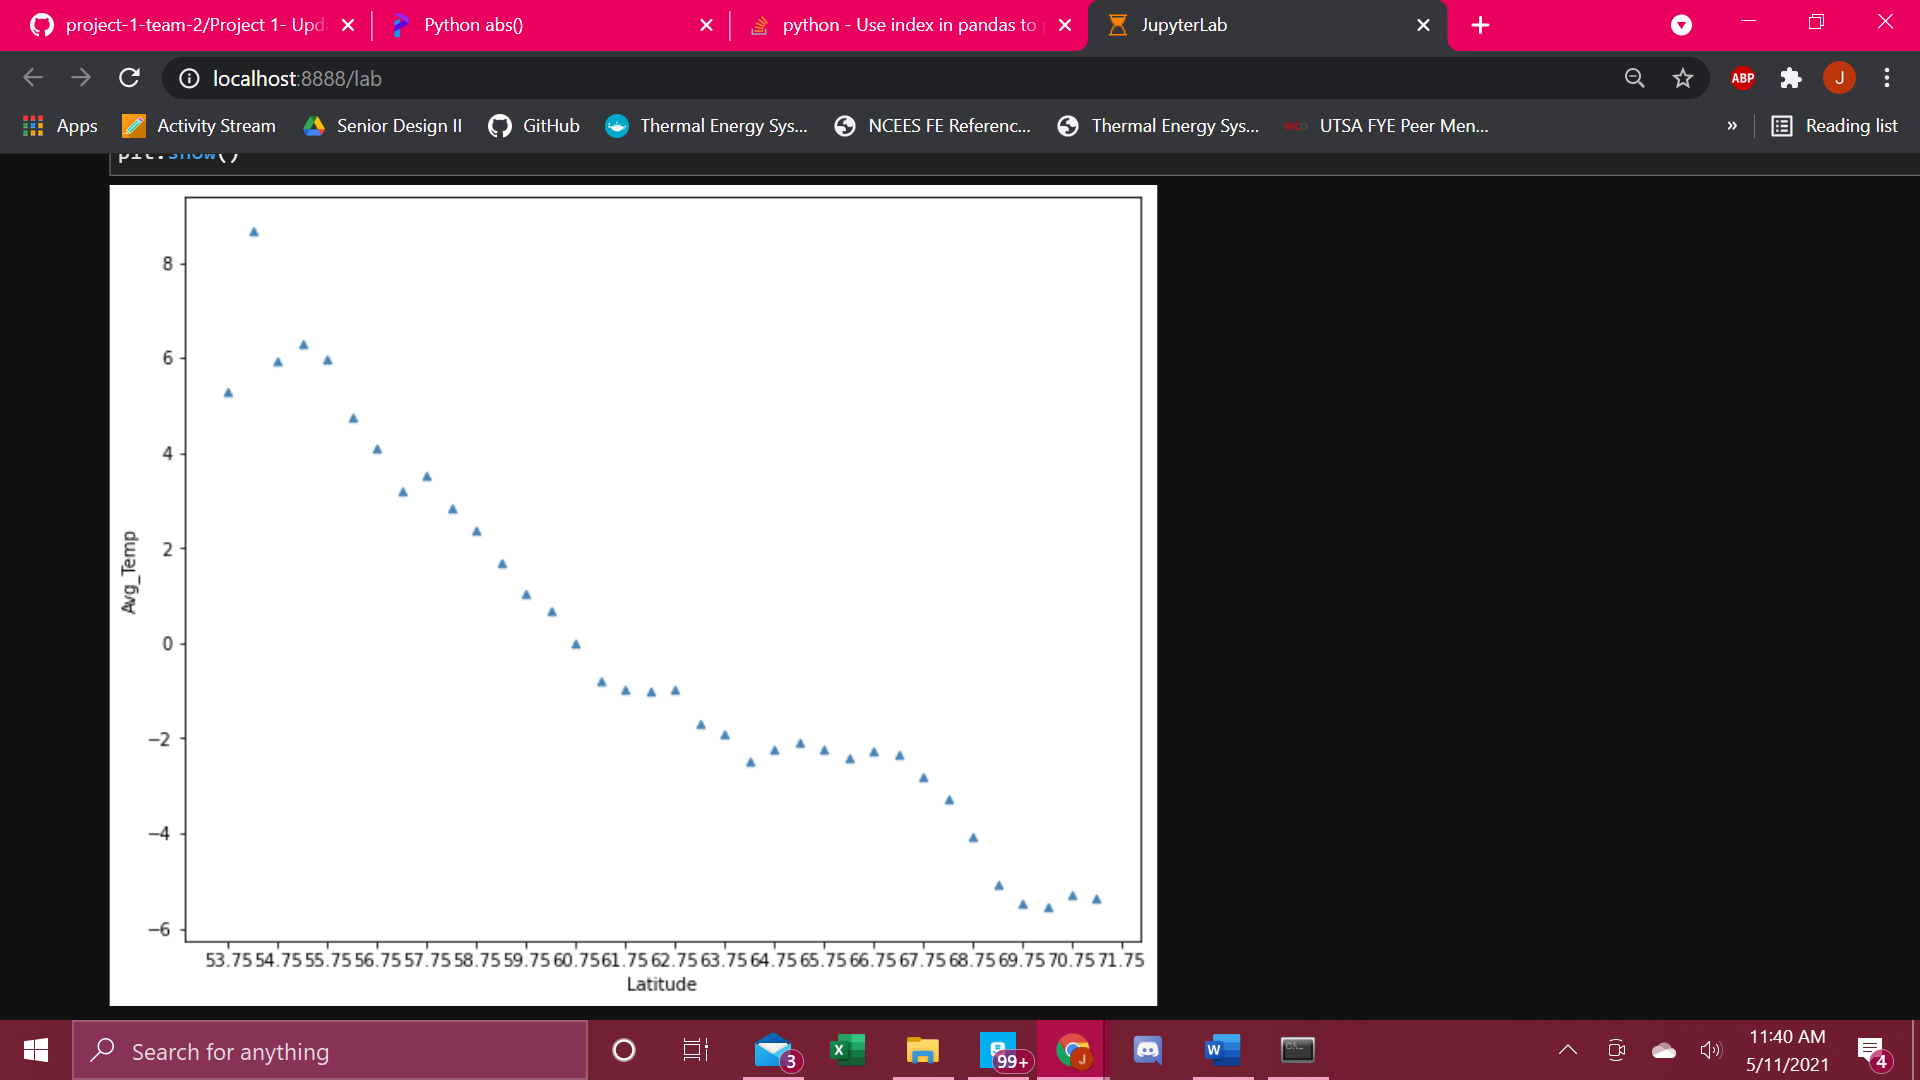 project-1-team-2/Project 1- Upd
Python abs()
python - Use index in pandas to
JupyterLab
localhost:8888/lab
ABP
J
Apps
Activity Stream
Senior Design II
GitHub
Thermal Energy Sys...
NCEES FE Referenc...
Thermal Energy Sys...
UTSA FYE Peer Men...
»
Reading list
plt.show()
8
6
4
2
0
−2
−4
−6
Avg_Temp
53.75 54.75 55.75 56.75 57.75 58.75 59.75 60.75 61.75 62.75 63.75 64.75 65.75 66.75 67.75 68.75 69.75 70.75 71.75
Latitude
Search for anything
3
X
99+
J
W
11:40 AM
5/11/2021
4